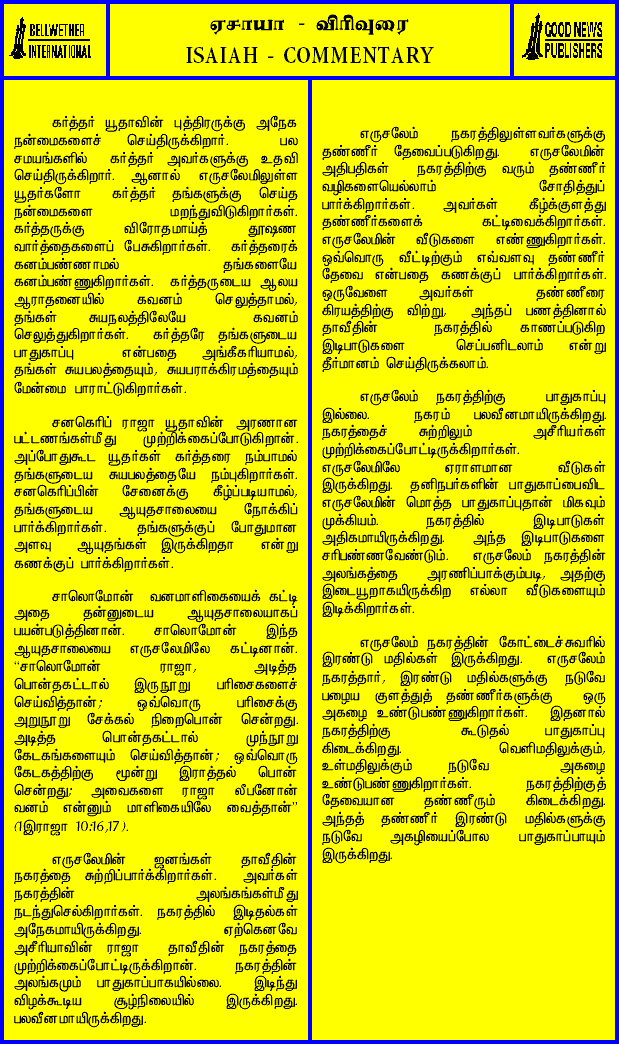 BELLWETHER
INTERNATIONAL
ஏசாயா - விரிவுரை
ISAIAH - COMMENTARY
GOOD NEWS
PUBLISHERS
கர்த்தர் யூதாவின் புத்திரருக்கு அநேக
நன்மைகளைச் செய்திருக்கிறார். பல
சமயங்களில் கர்த்தர் அவர்களுக்கு உதவி
செய்திருக்கிறார். ஆனால் எருசலேமிலுள்ள
யூதர்களோ கர்த்தர் தங்களுக்கு செய்த
நன்மைகளை மறந்துவிடுகிறார்கள்.
கர்த்தருக்கு விரோதமாய்த் தூஷண
வார்த்தைகளைப் பேசுகிறார்கள். கர்த்தரைக்
கனம்பண்ணாமல் தங்களையே
கனம்பண்ணுகிறார்கள். கர்த்தருடைய ஆலய
ஆராதனையில் கவனம் செலுத்தாமல்,
தங்கள் சுயநலத்திலேயே கவனம்
செலுத்துகிறார்கள். கர்த்தரே தங்களுடைய
பாதுகாப்பு என்பதை அங்கீகரியாமல்,
தங்கள் சுயபலத்தையும், சுயபராக்கிரமத்தையும்
மேன்மை பாராட்டுகிறார்கள்.
சனகெரிப் ராஜா யூதாவின் அரணான
பட்டணங்கள்மீது முற்றிக்கைப்போடுகிறான்.
அப்போதுகூட யூதர்கள் கர்த்தரை நம்பாமல்
தங்களுடைய சுயபலத்தையே நம்புகிறார்கள்.
சனகெரிப்பின் சேனைக்கு கீழ்ப்படியாமல்,
தங்களுடைய ஆயுதசாலையை நோக்கிப்
பார்க்கிறார்கள். தங்களுக்குப் போதுமான
அளவு ஆயுதங்கள் இருக்கிறதா என்று
கணக்குப் பார்க்கிறார்கள்.
சாலொமோன் வனமாளிகையைக் கட்டி
அதை தன்னுடைய ஆயுதசாலையாகப்
பயன்படுத்தினான். சாலொமோன் இந்த
ஆயுதசாலையை எருசலேமிலே கட்டினான்.
“சாலொமோன் ராஜா, அடித்த
பொன்தகட்டால் இருநூறு பரிசைகளைச்
செய்வித்தான்; ஒவ்வொரு பரிசைக்கு
அறுநூறு சேக்கல் நிறைபொன் சென்றது.
அடித்த பொன்தகட்டால் முந்நூறு
கேடகங்களையும் செய்வித்தான்; ஒவ்வொரு
கேடகத்திற்கு மூன்று இராத்தல் பொன்
சென்றது; அவைகளை ராஜா லீபனோன்
வனம் என்னும் மாளிகையிலே வைத்தான்”
(1இராஜா 10:16,17).
எருசலேமின் ஜனங்கள் தாவீதின்
நகரத்தை சுற்றிப்பார்க்கிறார்கள். அவர்கள்
நகரத்தின் அலங்கங்கள்மீது
நடந்துசெல்கிறார்கள். நகரத்தில் இடிதல்கள்
அநேகமாயிருக்கிறது. ஏற்கெனவே
அசீரியாவின் ராஜா தாவீதின் நகரத்தை
முற்றிக்கைப்போட்டிருக்கிறான். நகரத்தின்
அலங்கமும் பாதுகாப்பாகயில்லை. இடிந்து
விழக்கூடிய சூழ்நிலையில் இருக்கிறது.
பலவீனமாயிருக்கிறது.
எருசலேம் நகரத்திலுள்ளவர்களுக்கு
தண்ணீர் தேவைப்படுகிறது. எருசலேமின்
அதிபதிகள் நகரத்திற்கு வரும் தண்ணீர்
வழிகளையெல்லாம் சோதித்துப்
பார்க்கிறார்கள். அவர்கள் கீழ்க்குளத்து
தண்ணீர்களைக் கட்டிவைக்கிறார்கள்.
எருசலேமின் வீடுகளை எண்ணுகிறார்கள்.
ஒவ்வொரு வீட்டிற்கும் எவ்வளவு தண்ணீர்
தேவை என்பதை கணக்குப் பார்க்கிறார்கள்.
ஒருவேளை அவர்கள் தண்ணீரை
கிரயத்திற்கு விற்று, அந்தப் பணத்தினால்
தாவீதின் நகரத்தில் காணப்படுகிற
இடிபாடுகளை செப்பனிடலாம் என்று
தீர்மானம் செய்திருக்கலாம்.
எருசலேம் நகரத்திற்கு பாதுகாப்பு
இல்லை. நகரம் பலவீனமாயிருக்கிறது.
நகரத்தைச் சுற்றிலும் அசீரியர்கள்
முற்றிக்கைப்போட்டிருக்கிறார்கள்.
எருசலேமிலே ஏராளமான வீடுகள்
இருக்கிறது. தனிநபர்களின் பாதுகாப்பைவிட
எருசலேமின் மொத்த பாதுகாப்புதான் மிகவும்
முக்கியம். நகரத்தில் இடிபாடுகள்
அதிகமாயிருக்கிறது. அந்த இடிபாடுகளை
சரிபண்ணவேண்டும். எருசலேம் நகரத்தின்
அலங்கத்தை அரணிப்பாக்கும்படி, அதற்கு
இடையூறாகயிருக்கிற எல்லா வீடுகளையும்
இடிக்கிறார்கள்.
எருசலேம் நகரத்தின் கோட்டைச்சுவரில்
இரண்டு மதில்கள் இருக்கிறது. எருசலேம்
நகரத்தார், இரண்டு மதில்களுக்கு நடுவே
பழைய குளத்துத் தண்ணீர்களுக்கு ஒரு
அகழை உண்டுபண்ணுகிறார்கள். இதனால்
நகரத்திற்கு கூடுதல் பாதுகாப்பு
கிடைக்கிறது. வெளிமதிலுக்கும்,
உள்மதிலுக்கும் நடுவே அகழை
உண்டுபண்ணுகிறார்கள். நகரத்திற்குத்
தேவையான தண்ணீரும் கிடைக்கிறது.
அந்தத் தண்ணீர் இரண்டு மதில்களுக்கு
நடுவே அகழியைப்போல பாதுகாப்பாயும்
இருக்கிறது.